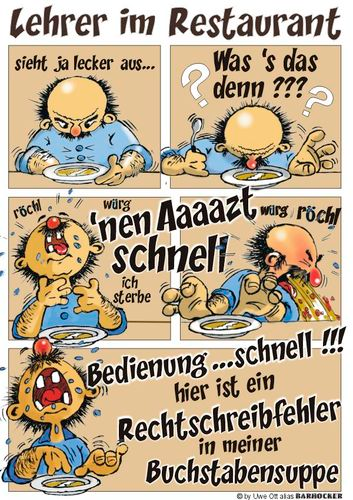 Lehrer im Restaurant
sieht ja lecker aus...
Was 's das
denn ???
?
?
röchl
würg
'nen Aaaazt
schnell
ich
sterbe
würg
röchl
Bedienung ...schnell !!!
hier ist ein
Rechtschreibfehler
in meiner
Buchstabensuppe
© by Uwe Ott alias BARHOCKER